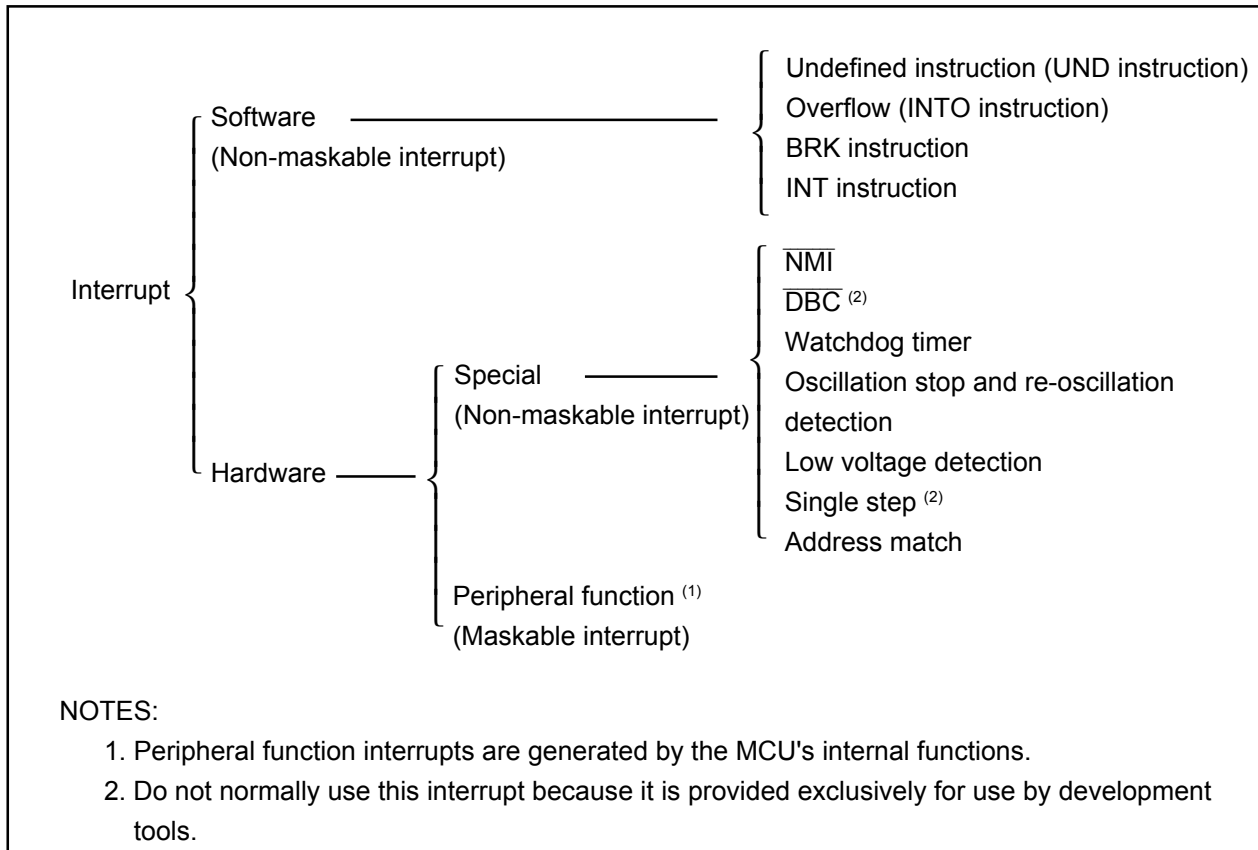 Interrupt
Software
(Non-maskable interrupt)
Undefined instruction (UND instruction)
Overflow (INTO instruction)
BRK instruction
INT instruction
Hardware
Special
(Non-maskable interrupt)
N̅M̅I̅
D̅B̅C̅ (2)
Watchdog timer
Oscillation stop and re-oscillation
detection
Low voltage detection
Single step (2)
Address match
Peripheral function (1)
(Maskable interrupt)
NOTES:
1. Peripheral function interrupts are generated by the MCU's internal functions.
2. Do not normally use this interrupt because it is provided exclusively for use by development
tools.